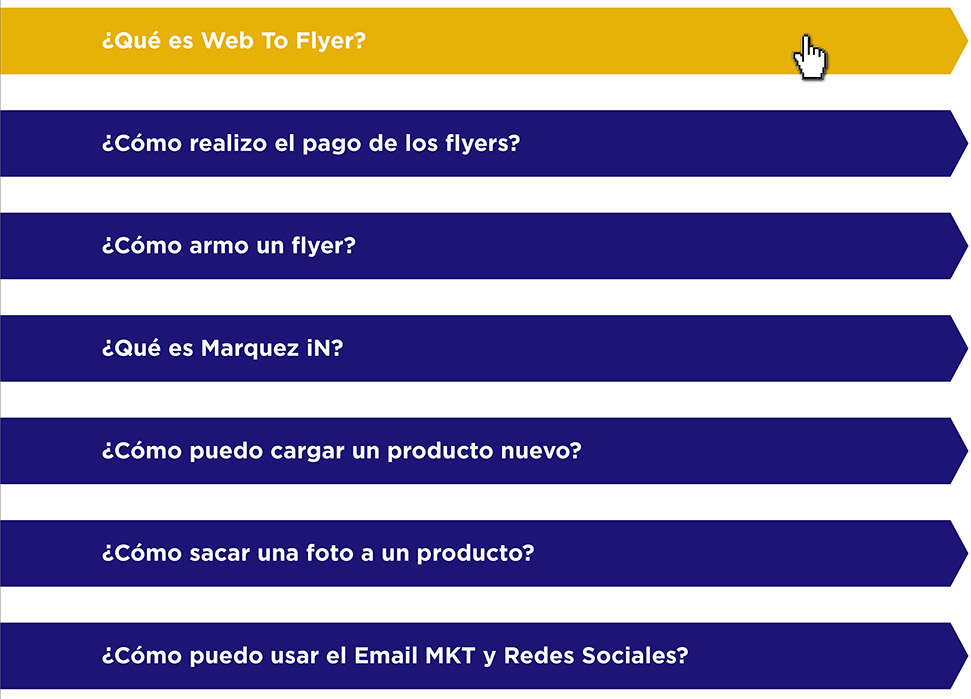 ¿Qué es Web To Flyer?
¿Cómo realizo el pago de los flyers?
¿Cómo armo un flyer?
¿Qué es Marquez iN?
¿Cómo puedo cargar un producto nuevo?
¿Cómo sacar una foto a un producto?
¿Cómo puedo usar el Email MKT y Redes Sociales?